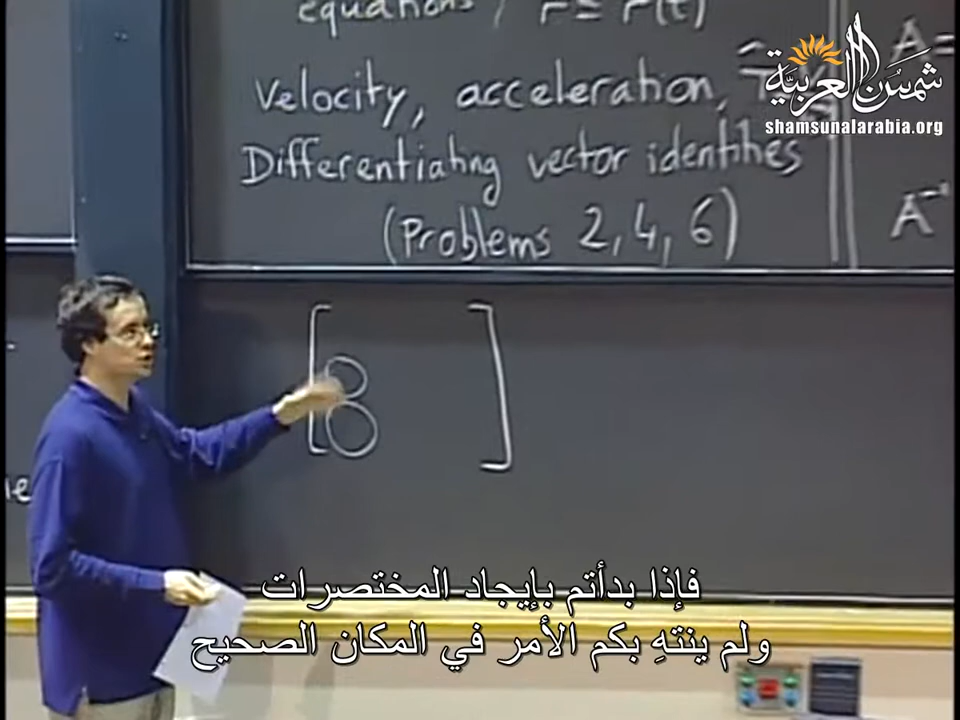 equations, r = r(t)
velocity, acceleration, T
Differentiating vector identities
(Problems 2, 4, 6)
A =
A⁻¹
شمس العربية
shamsunalarabia.org
فإذا بدأتم بإيجاد المختصرات
ولم ينتهِ بكم الأمر في المكان الصحيح